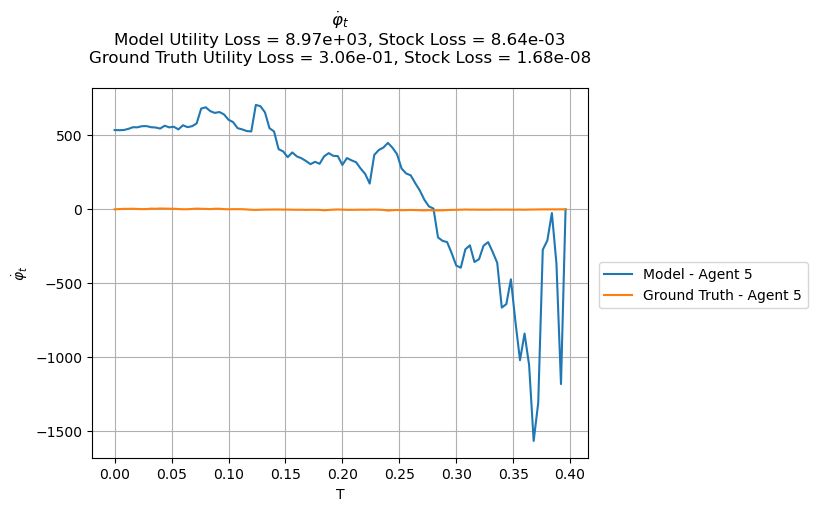 φ̇_t
Model Utility Loss = 8.97e+03, Stock Loss = 8.64e-03
Ground Truth Utility Loss = 3.06e-01, Stock Loss = 1.68e-08
500
0
−500
−1000
−1500
φ̇_t
0.00 0.05 0.10 0.15 0.20 0.25 0.30 0.35 0.40
T
Model - Agent 5
Ground Truth - Agent 5